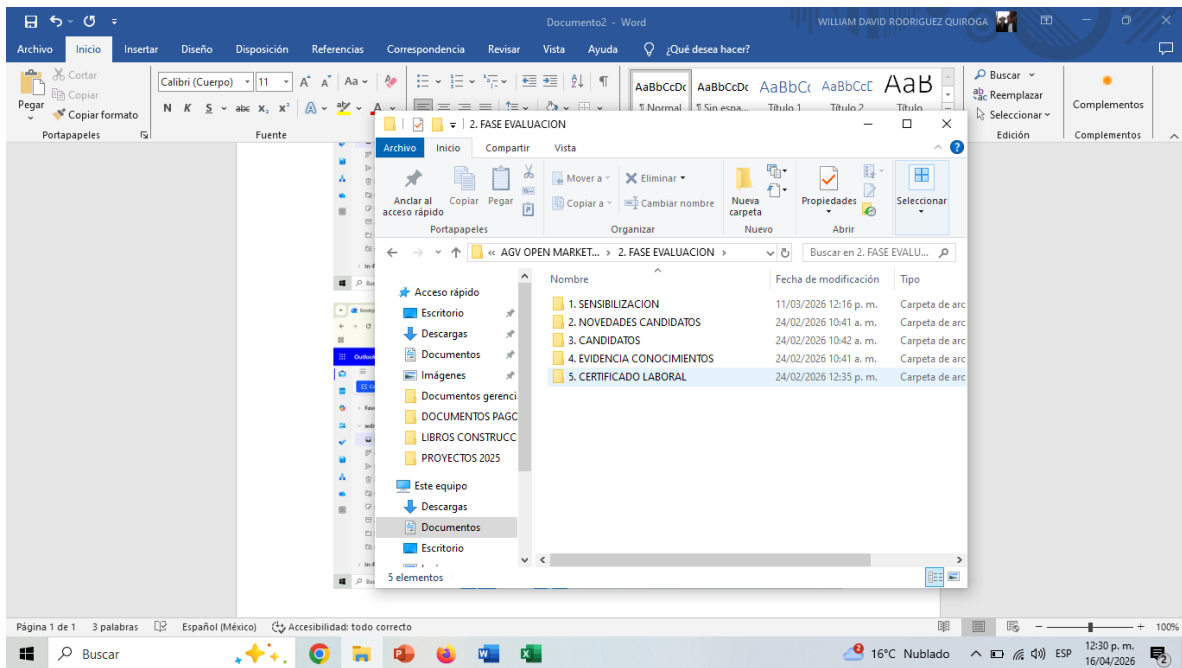 Documento2 - Word
WILLIAM DAVID RODRIGUEZ QUIROGA
Archivo Inicio Insertar Diseño Disposición Referencias Correspondencia Revisar Vista Ayuda ¿Qué desea hacer?
Pegar
Cortar
Copiar
Copiar formato
Portapapeles
Calibri (Cuerpo) 11
N K S abc x, x²
Fuente
AaBbCcDc AaBbCcDc AaBbC( AaBbCcE AaB
¶ Normal ¶ Sin espa... Título 1 Título 2 Título
Buscar
Reemplazar
Seleccionar
Edición
Complementos
Complementos
2. FASE EVALUACION
Archivo Inicio Compartir Vista
Anclar al acceso rápido
Copiar
Pegar
Portapapeles
Mover a
Copiar a
Eliminar
Cambiar nombre
Organizar
Nueva carpeta
Nuevo
Propiedades
Abrir
Seleccionar
« AGV OPEN MARKET... > 2. FASE EVALUACION >
Buscar en 2. FASE EVALU...
Acceso rápido
Escritorio
Descargas
Documentos
Imágenes
Documentos gerenci
DOCUMENTOS PAGO
LIBROS CONSTRUCC
PROYECTOS 2025
Este equipo
Descargas
Documentos
Escritorio
Nombre Fecha de modificación Tipo
1. SENSIBILIZACION 11/03/2026 12:16 p. m. Carpeta de arc
2. NOVEDADES CANDIDATOS 24/02/2026 10:41 a. m. Carpeta de arc
3. CANDIDATOS 24/02/2026 10:42 a. m. Carpeta de arc
4. EVIDENCIA CONOCIMIENTOS 24/02/2026 10:41 a. m. Carpeta de arc
5. CERTIFICADO LABORAL 24/02/2026 12:35 p. m. Carpeta de arc
5 elementos
Página 1 de 1 3 palabras Español (México) Accesibilidad: todo correcto 100%
Buscar
16°C Nublado ESP 12:30 p. m.
16/04/2026